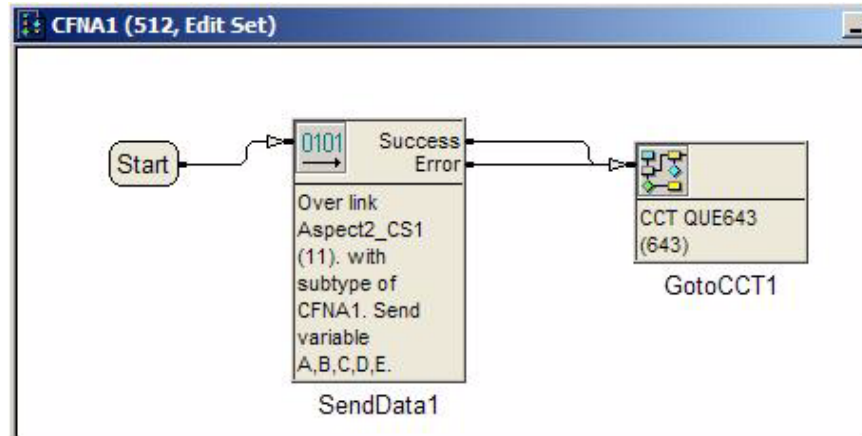 CFNA1 (512, Edit Set)
Start
0101
Success
Error
Over link
Aspect2_CS1
(11). with
subtype of
CFNA1. Send
variable
A,B,C,D,E.
SendData1
CCT QUE643
(643)
GotoCCT1